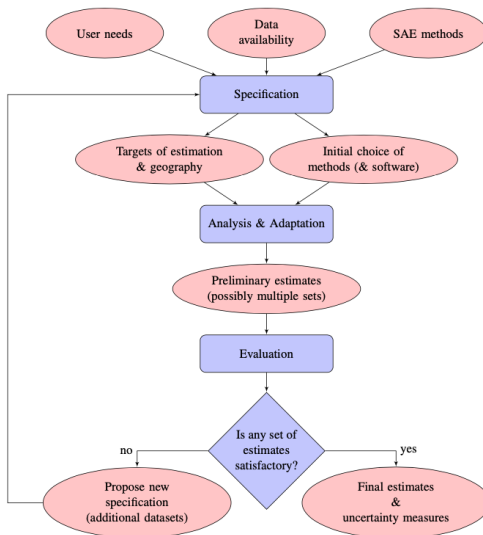 User needs
Data
availability
SAE methods
Specification
Targets of estimation
& geography
Initial choice of
methods (& software)
Analysis & Adaptation
Preliminary estimates
(possibly multiple sets)
Evaluation
Is any set of
estimates
satisfactory?
no
yes
Propose new
specification
(additional datasets)
Final estimates
&
uncertainty measures